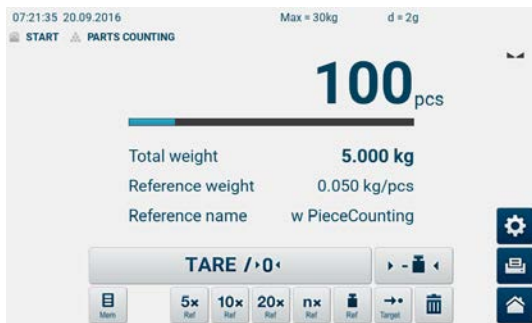 07:21:35 20.09.2016 Max = 30kg d = 2g
START PARTS COUNTING
100 pcs
Total weight 5.000 kg
Reference weight 0.050 kg/pcs
Reference name w PieceCounting
TARE / 0
Mem 5x Ref 10x Ref 20x Ref nx Ref Ref Target